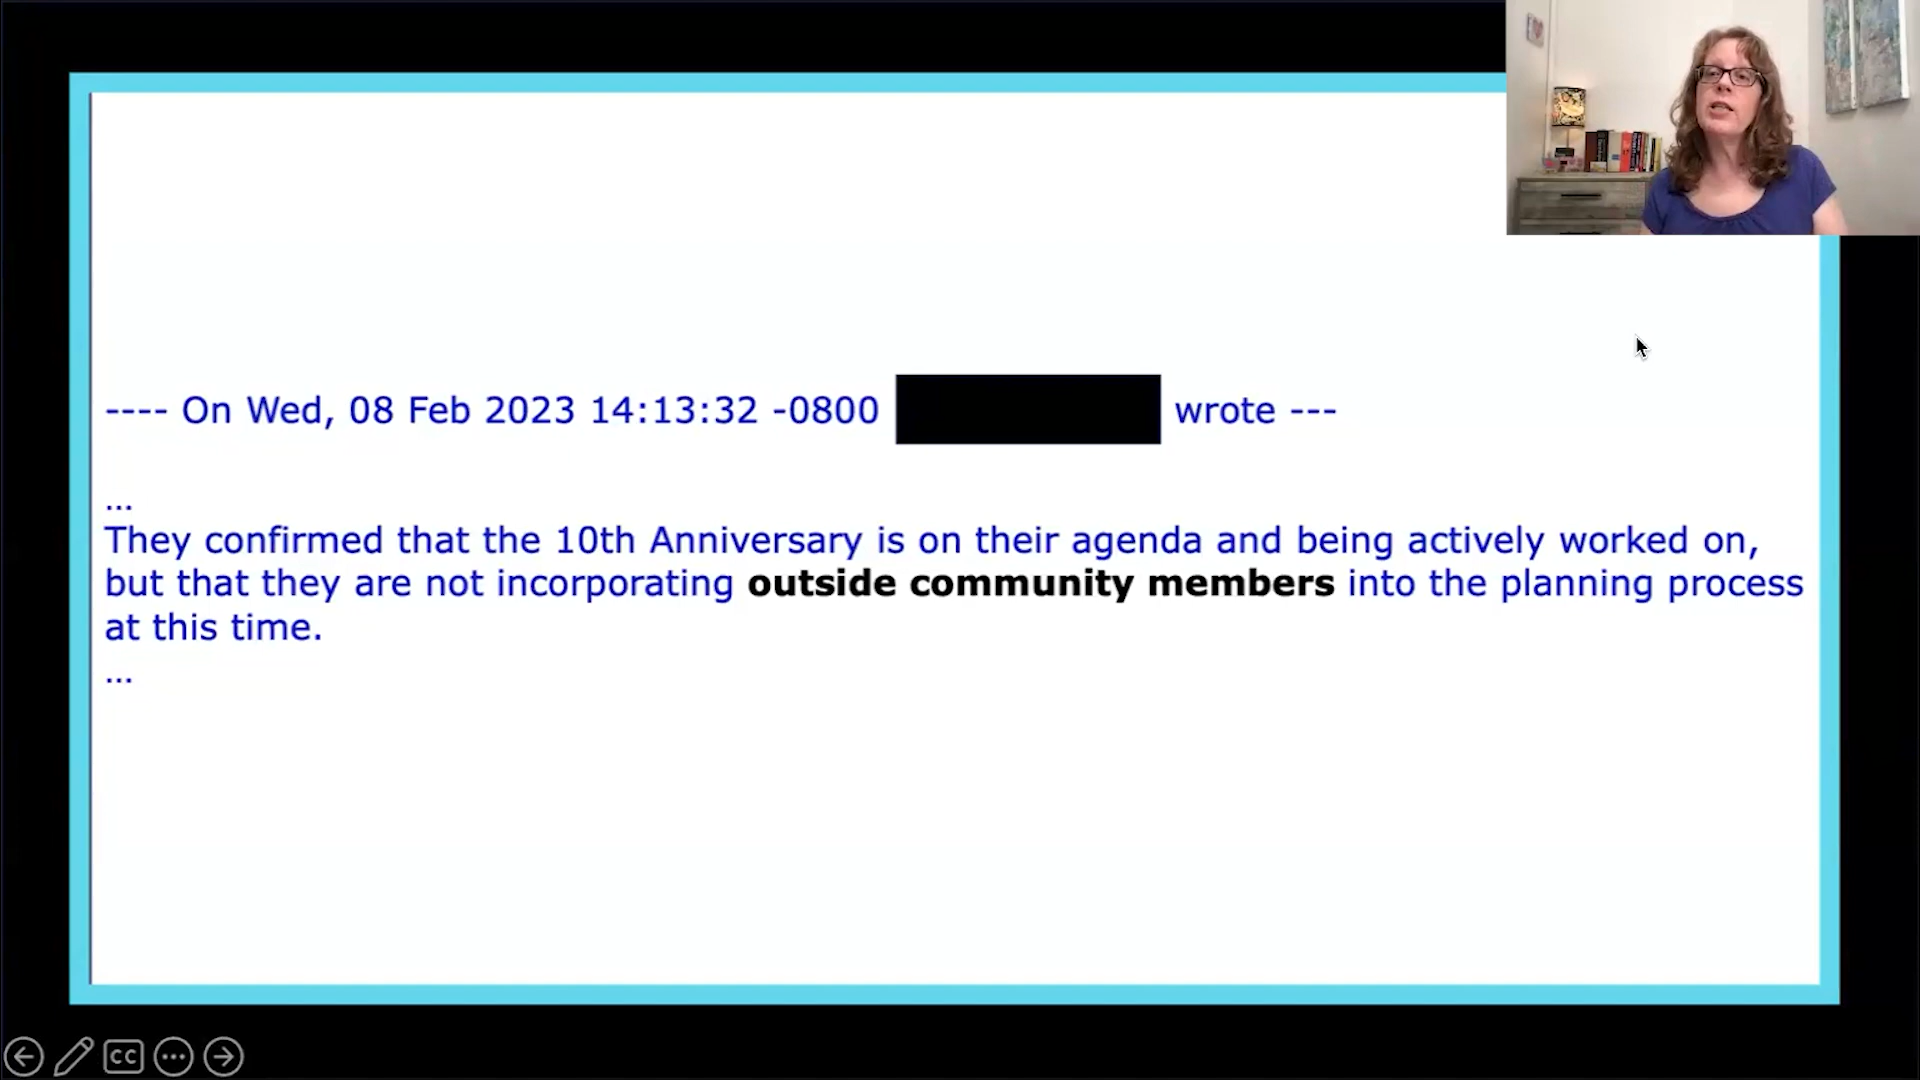 ---- On Wed, 08 Feb 2023 14:13:32 -0800 wrote ---
...
They confirmed that the 10th Anniversary is on their agenda and being actively worked on,
but that they are not incorporating outside community members into the planning process
at this time.
...
CC